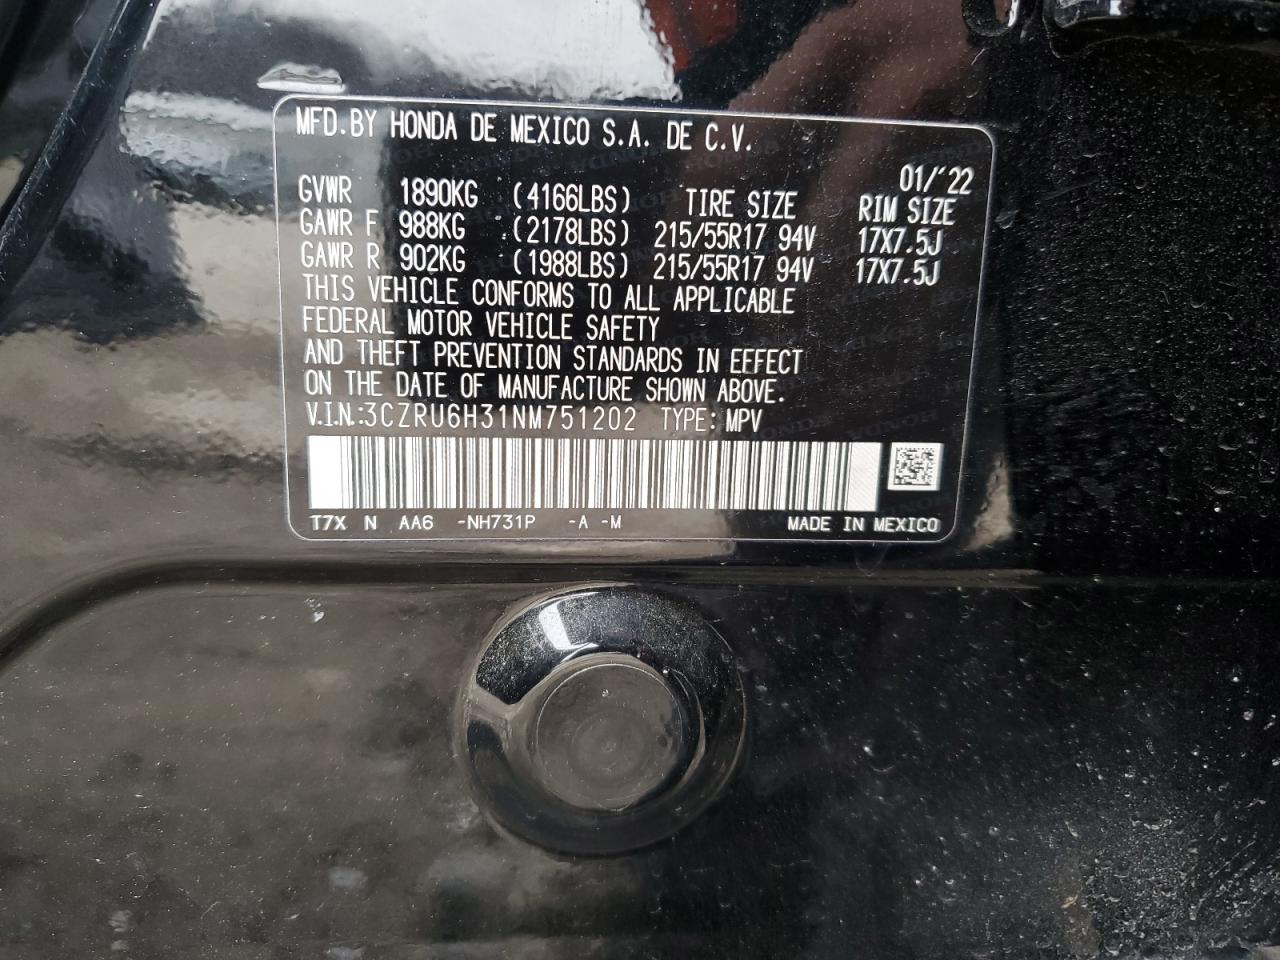 MFD.BY HONDA DE MEXICO S.A. DE C.V.
01/'22
GVWR 1890KG (4166LBS) TIRE SIZE RIM SIZE
GAWR F 988KG (2178LBS) 215/55R17 94V 17X7.5J
GAWR R 902KG (1988LBS) 215/55R17 94V 17X7.5J
THIS VEHICLE CONFORMS TO ALL APPLICABLE
FEDERAL MOTOR VEHICLE SAFETY
AND THEFT PREVENTION STANDARDS IN EFFECT
ON THE DATE OF MANUFACTURE SHOWN ABOVE.
V.I.N.:3CZRU6H31NM751202 TYPE: MPV
T7X N AA6 -NH731P -A -M MADE IN MEXICO